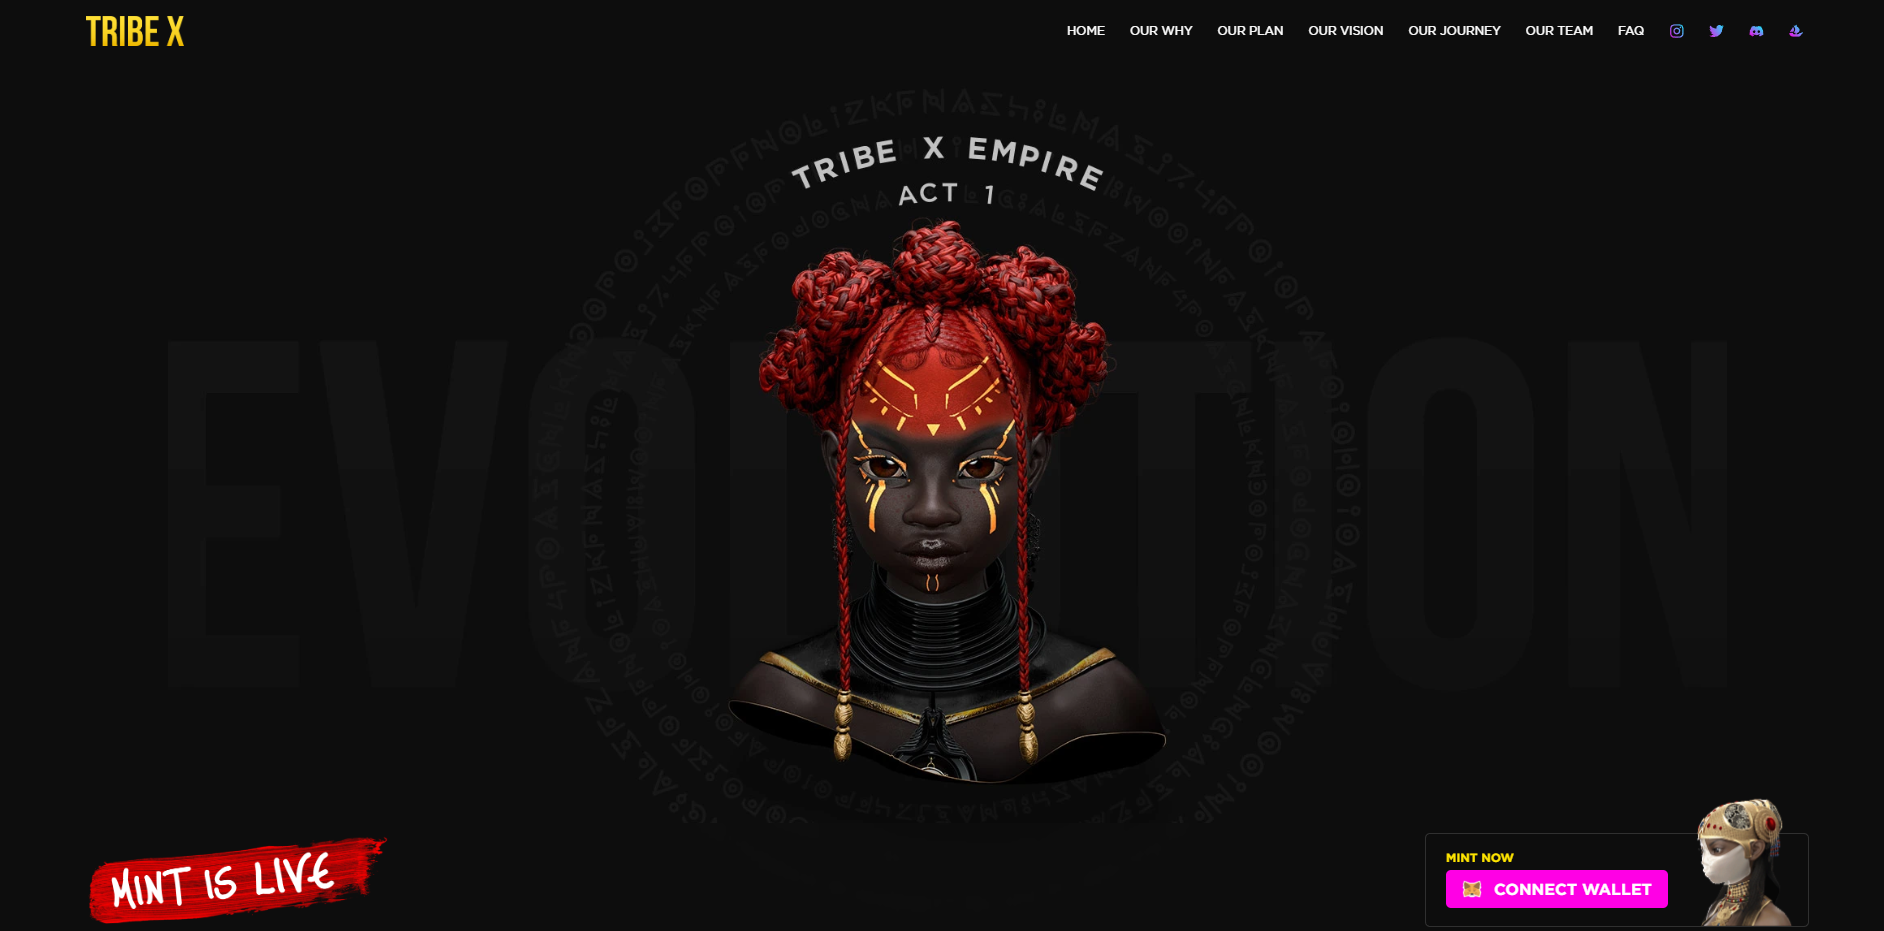 TRIBE X
HOME OUR WHY OUR PLAN OUR VISION OUR JOURNEY OUR TEAM FAQ
TRIBE X EMPIRE
ACT 1
EVOLUTION
MINT IS LIVE
MINT NOW
CONNECT WALLET